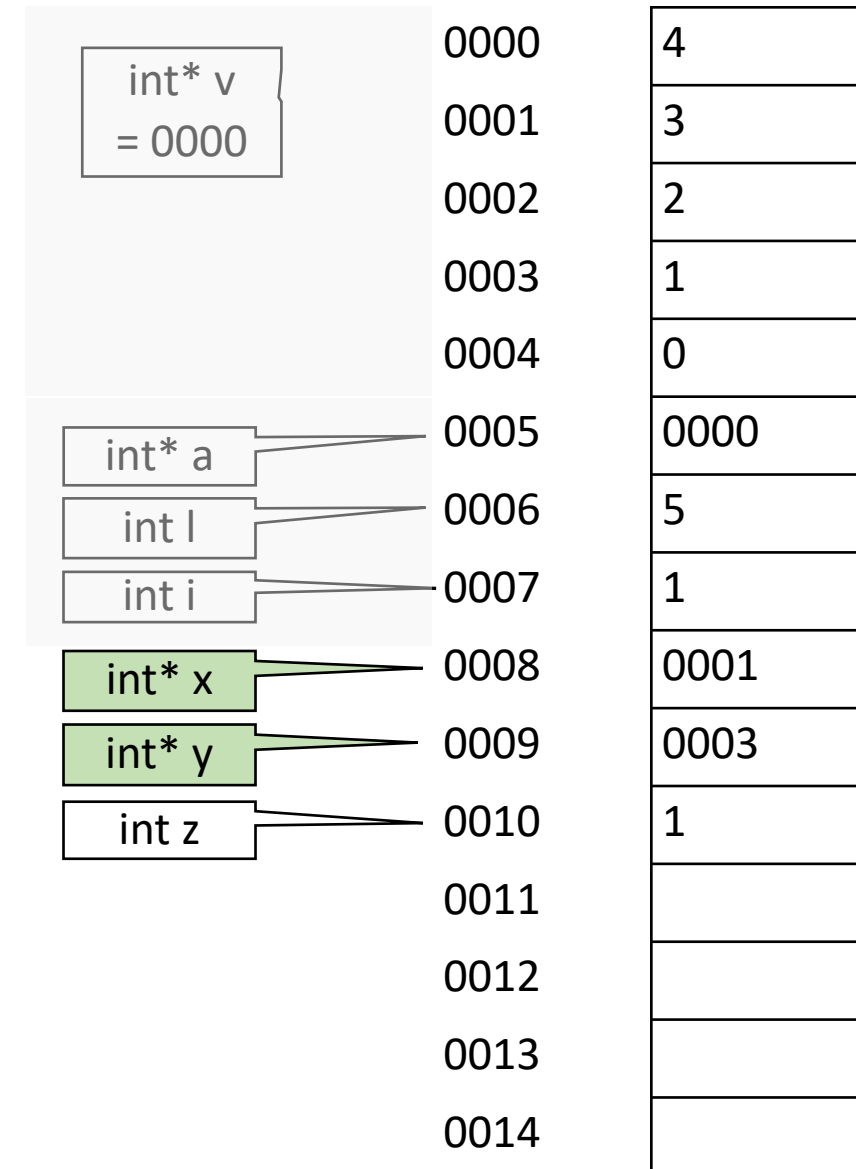 0000 4
int* v
= 0000
0001 3
0002 2
0003 1
0004 0
int* a 0005 0000
int l 0006 5
int i 0007 1
int* x 0008 0001
int* y 0009 0003
int z 0010 1
0011
0012
0013
0014